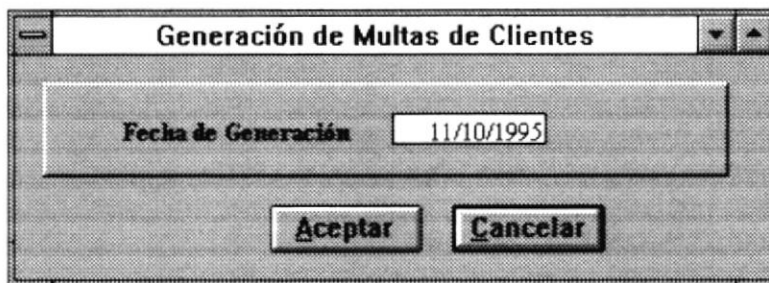 Generación de Multas de Clientes
Fecha de Generación 11/10/1995
Aceptar Cancelar